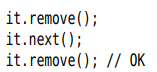 it.remove();
it.next();
it.remove(); // OK